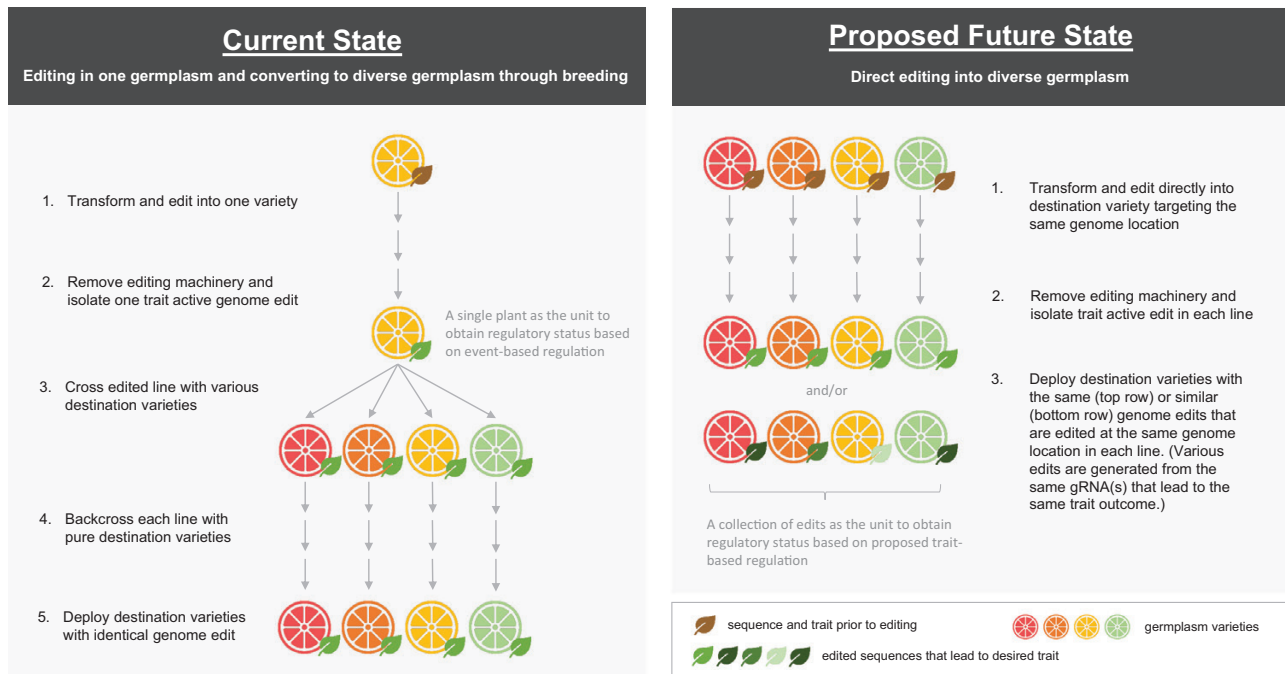 Current State
Editing in one germplasm and converting to diverse germplasm through breeding
1. Transform and edit into one variety
2. Remove editing machinery and
isolate one trait active genome edit
A single plant as the unit to
obtain regulatory status based
on event-based regulation
3. Cross edited line with various
destination varieties
4. Backcross each line with
pure destination varieties
5. Deploy destination varieties
with identical genome edit
Proposed Future State
Direct editing into diverse germplasm
1. Transform and edit directly into
destination variety targeting the
same genome location
2. Remove editing machinery and
isolate trait active edit in each line
and/or
3. Deploy destination varieties with
the same (top row) or similar
(bottom row) genome edits that
are edited at the same genome
location in each line. (Various
edits are generated from the
same gRNA(s) that lead to the
same trait outcome.)
A collection of edits as the unit to obtain
regulatory status based on proposed trait-
based regulation
sequence and trait prior to editing
germplasm varieties
edited sequences that lead to desired trait